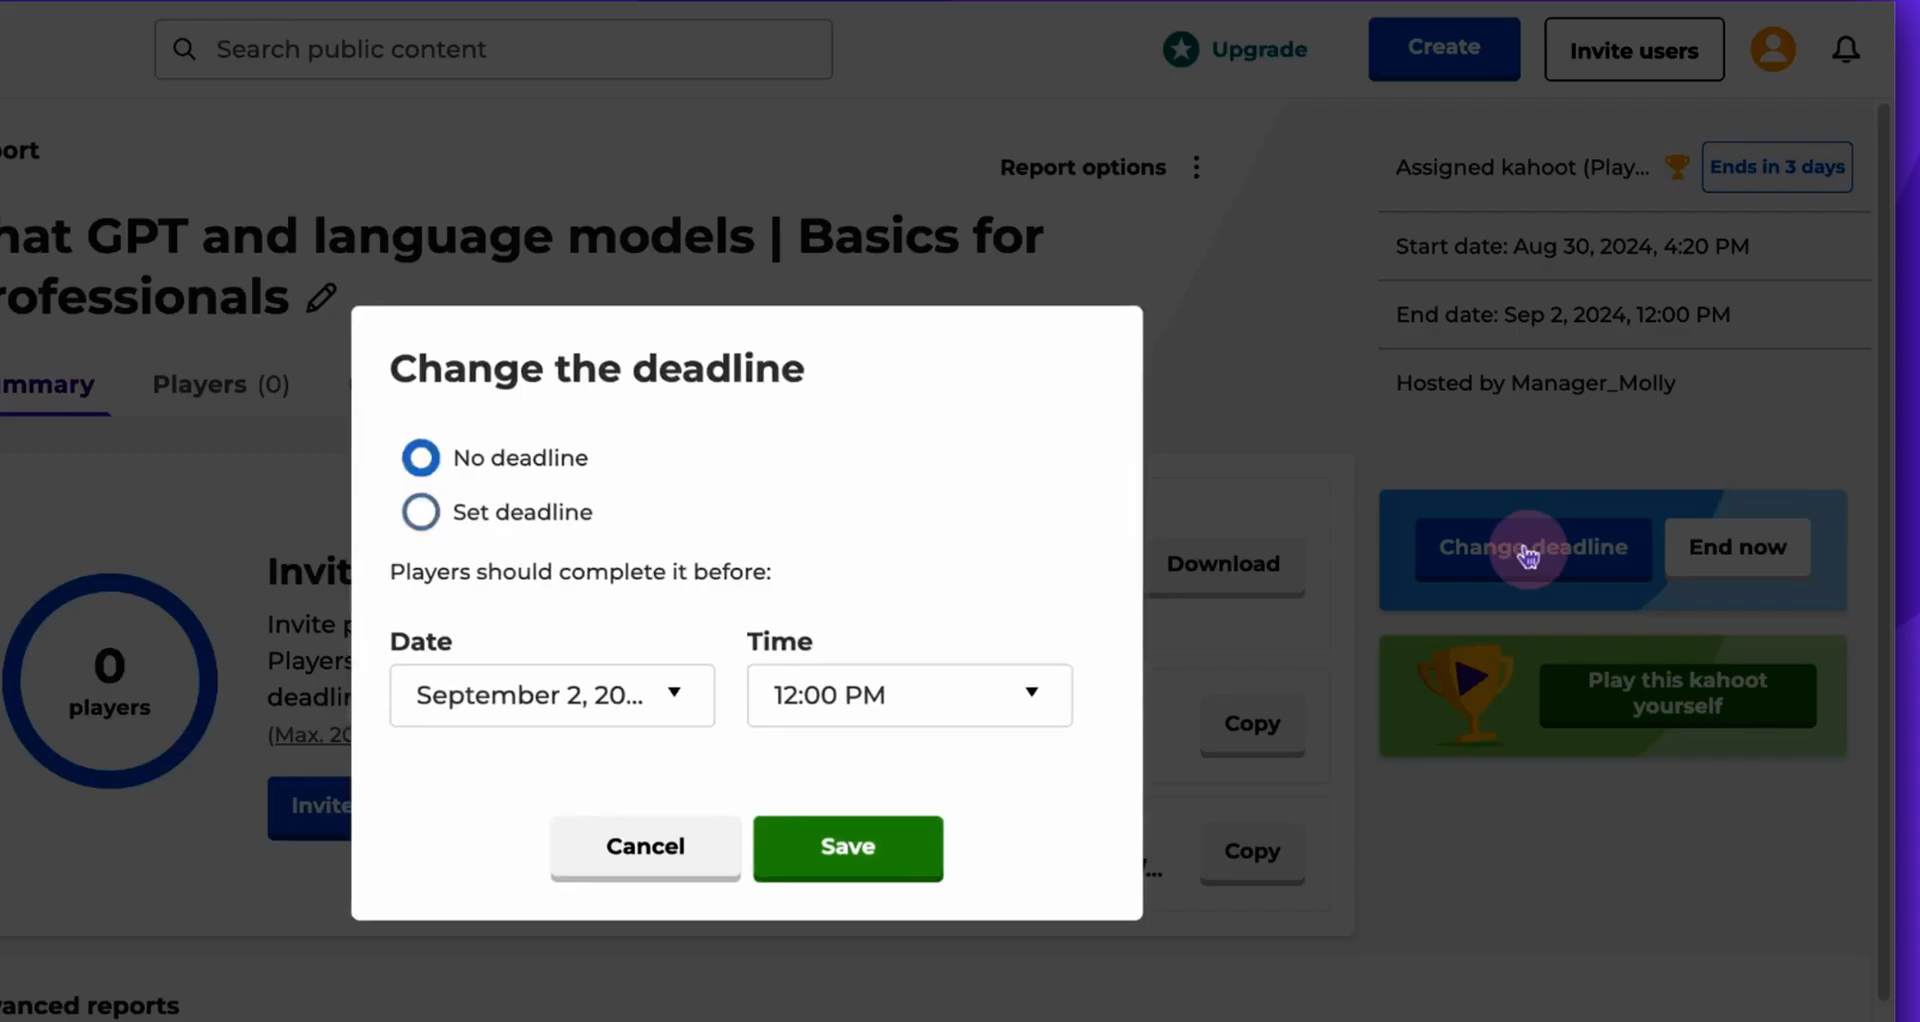 Search public content
Upgrade
Create
Invite users
port
Report options
hat GPT and language models | Basics for
rofessionals
mmary
Players (0)
Assigned kahoot (Play...
Ends in 3 days
Start date: Aug 30, 2024, 4:20 PM
End date: Sep 2, 2024, 12:00 PM
Hosted by Manager_Molly
Change the deadline
No deadline
Set deadline
Players should complete it before:
Date
Time
September 2, 20...
12:00 PM
Cancel
Save
0
players
Invit
Invite p
Players
deadlin
(Max. 20
Invite
Download
Copy
Copy
Change deadline
End now
Play this kahoot
yourself
vanced reports